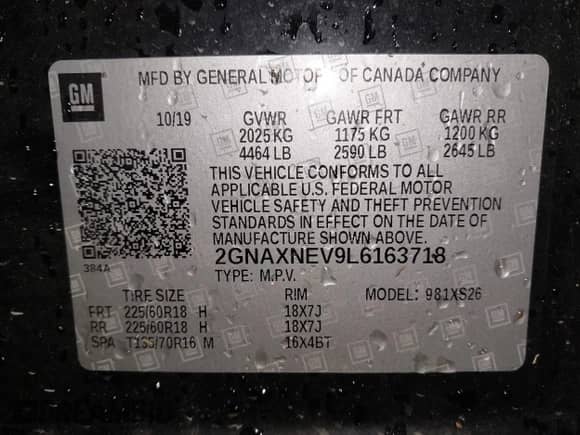 GM
MFD BY GENERAL MOTORS OF CANADA COMPANY
10/19 GVWR GAWR FRT GAWR RR
2025 KG 1175 KG 1200 KG
4464 LB 2590 LB 2645 LB
THIS VEHICLE CONFORMS TO ALL
APPLICABLE U.S. FEDERAL MOTOR
VEHICLE SAFETY AND THEFT PREVENTION
STANDARDS IN EFFECT ON THE DATE OF
MANUFACTURE SHOWN ABOVE.
384A 2GNAXNEV9L6163718
TYPE: M.P.V.
TIRE SIZE RIM MODEL: 981XS26
FRT 225/60R18 H 18X7J
RR 225/60R18 H 18X7J
SPA T135/70R16 M 16X4BT